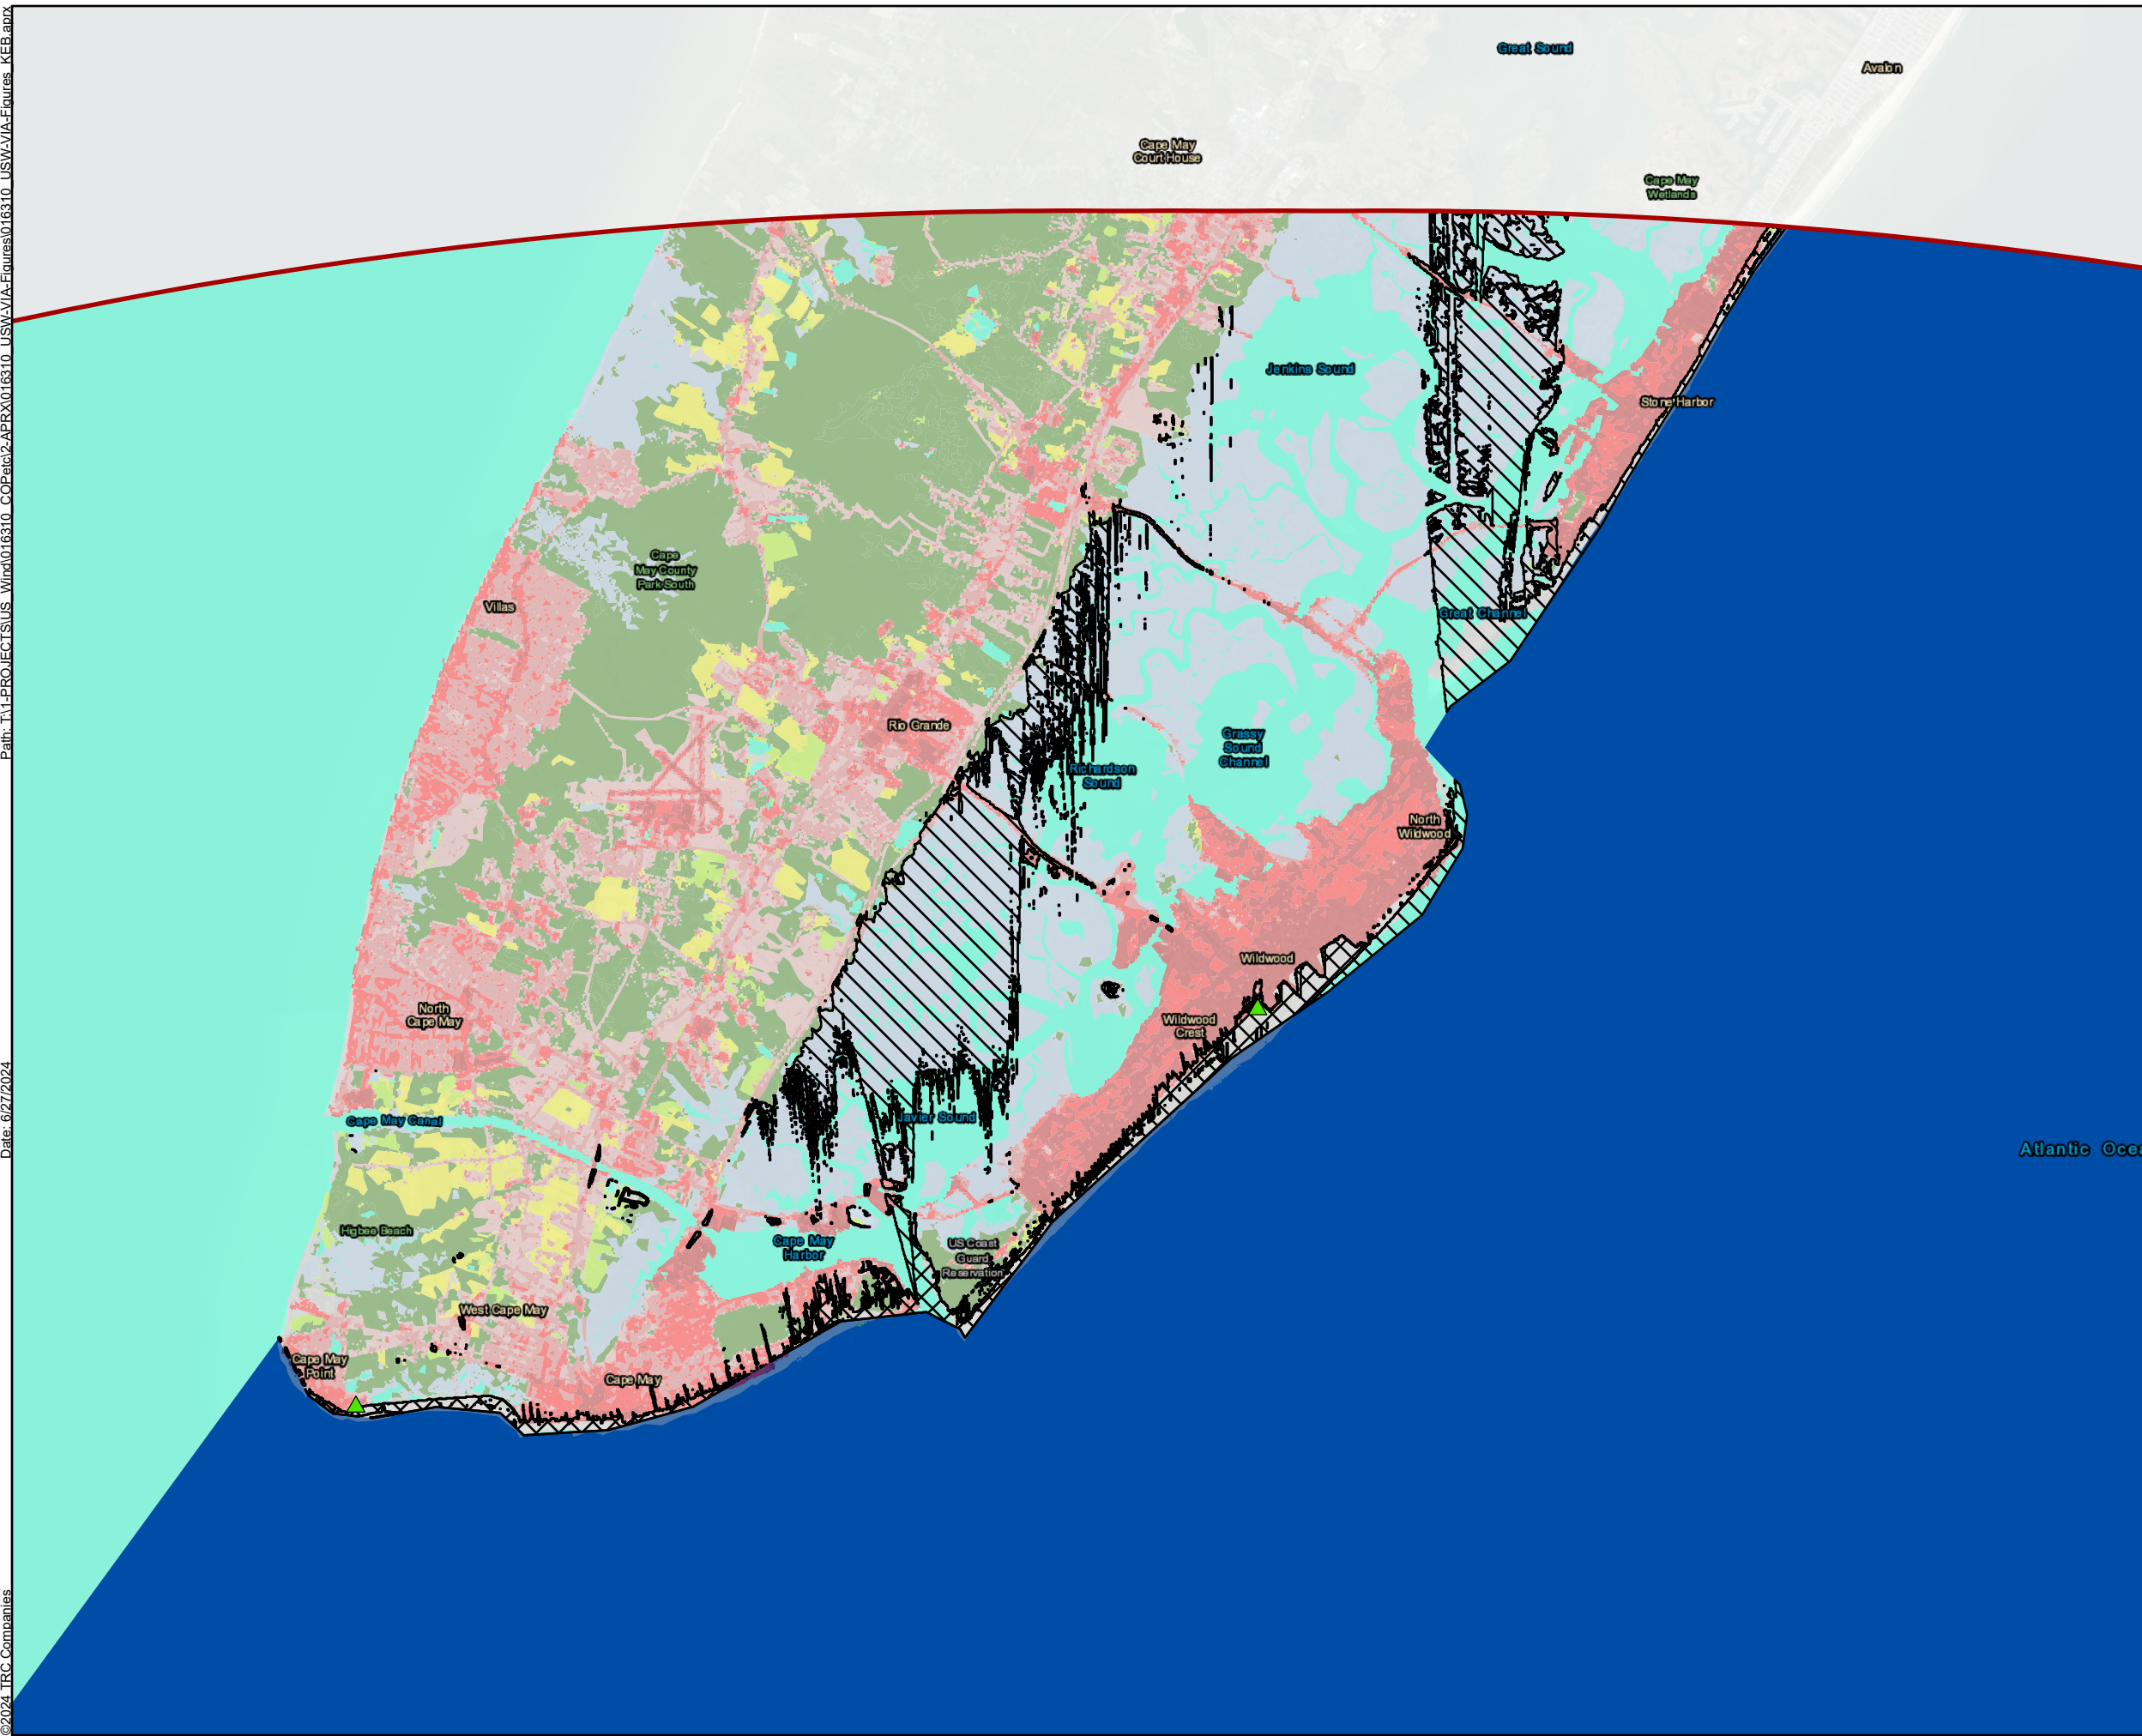 Great Sound
Avalon
Cape May
Court House
Cape May
Wetlands
Jenkins Sound
Stone Harbor
Cape
May County
Park South
Villas
Great Channel
Rio Grande
Grassy
Sound
Channel
Richardson
Sound
North
Wildwood
Wildwood
North
Cape May
Wildwood
Crest
Cape May Canal
Javier Sound
Atlantic Ocea
Higbee Beach
Cape May
Harbor
US Coast
Guard
Reservation
West Cape May
Cape May
Point
Cape May
Path: T:\1-PROJECTS\US_Wind\016310_COPetc\2-APRX\016310_USW-VIA-Figures\016310_USW-VIA-Figures_KEB.aprx
Date: 6/27/2024
©2024 TRC Companies